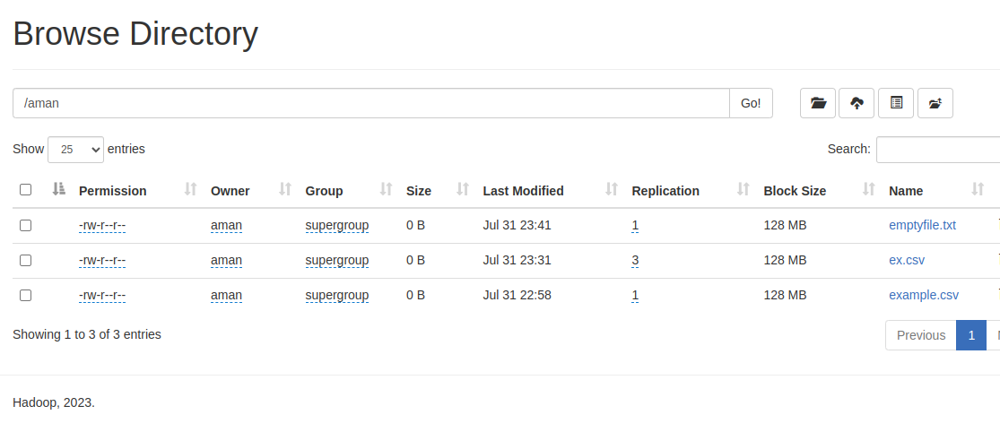 Browse Directory
/aman Go!
Show 25 entries Search:
Permission Owner Group Size Last Modified Replication Block Size Name
-rw-r--r-- aman supergroup 0 B Jul 31 23:41 1 128 MB emptyfile.txt
-rw-r--r-- aman supergroup 0 B Jul 31 23:31 3 128 MB ex.csv
-rw-r--r-- aman supergroup 0 B Jul 31 22:58 1 128 MB example.csv
Showing 1 to 3 of 3 entries Previous 1
Hadoop, 2023.